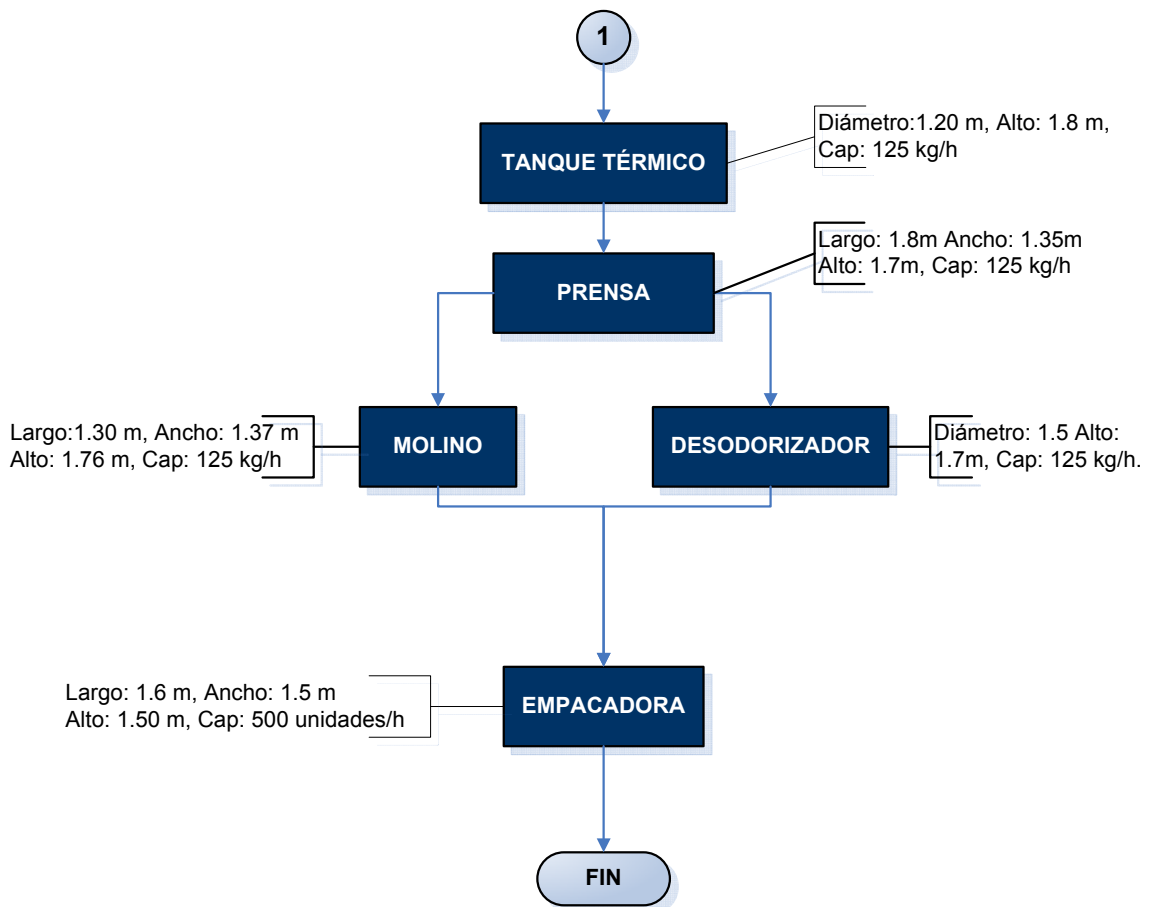 1
TANQUE TÉRMICO
Diámetro:1.20 m, Alto: 1.8 m,
Cap: 125 kg/h
PRENSA
Largo: 1.8m Ancho: 1.35m
Alto: 1.7m, Cap: 125 kg/h
Largo:1.30 m, Ancho: 1.37 m
Alto: 1.76 m, Cap: 125 kg/h
MOLINO
DESODORIZADOR
Diámetro: 1.5 Alto:
1.7m, Cap: 125 kg/h.
Largo: 1.6 m, Ancho: 1.5 m
Alto: 1.50 m, Cap: 500 unidades/h
EMPACADORA
FIN